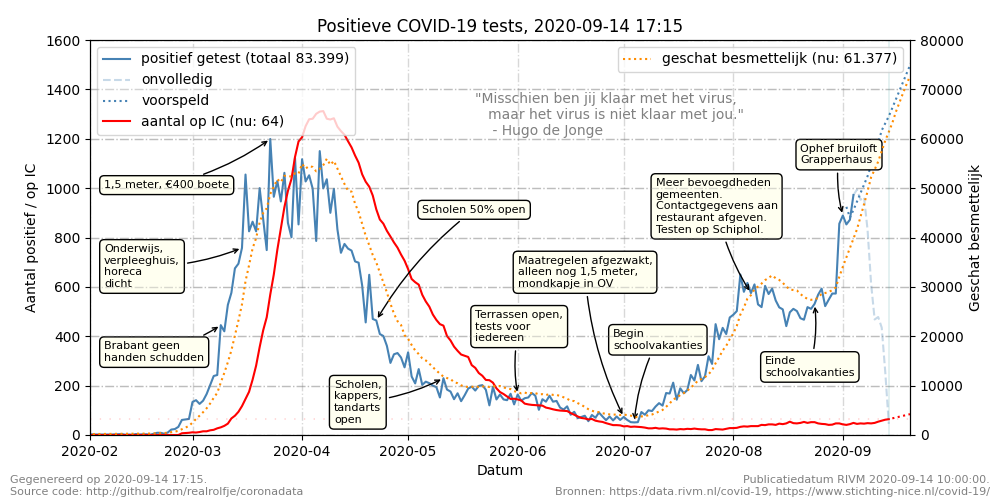 Positieve COVID-19 tests, 2020-09-14 17:15
positief getest (totaal 83.399)
onvolledig
voorspeld
aantal op IC (nu: 64)
geschat besmettelijk (nu: 61.377)
"Misschien ben jij klaar met het virus,
maar het virus is niet klaar met jou."
- Hugo de Jonge
1600
1400
1200
1000
800
600
400
200
0
Aantal positief / op IC
80000
70000
60000
50000
40000
30000
20000
10000
0
Geschat besmettelijk
1,5 meter, €400 boete
Onderwijs,
verpleeghuis,
horeca
dicht
Brabant geen
handen schudden
Scholen 50% open
Scholen,
kappers,
tandarts
open
Terrassen open,
tests voor
iedereen
Maatregelen afgezwakt,
alleen nog 1,5 meter,
mondkapje in OV
Begin
schoolvakanties
Meer bevoegdheden
gemeenten.
Contactgegevens aan
restaurant afgeven.
Testen op Schiphol.
Ophef bruiloft
Grapperhaus
Einde
schoolvakanties
2020-02
2020-03
2020-04
2020-05
2020-06
2020-07
2020-08
2020-09
Datum
Gegenereerd op 2020-09-14 17:15.
Source code: http://github.com/realrolfje/coronadata
Publicatiedatum RIVM 2020-09-14 10:00:00.
Bronnen: https://data.rivm.nl/covid-19, https://www.stichting-nice.nl/covid-19/